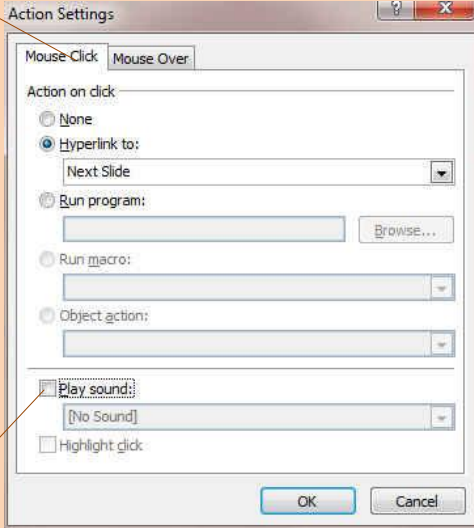 Action Settings
Mouse Click Mouse Over
Action on click
None
Hyperlink to:
Next Slide
Run program:
Browse...
Run macro:
Object action:
Play sound:
[No Sound]
Highlight click
OK Cancel